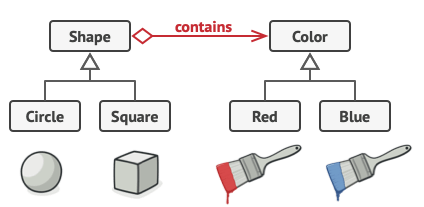 contains
Shape
Color
Circle
Square
Red
Blue